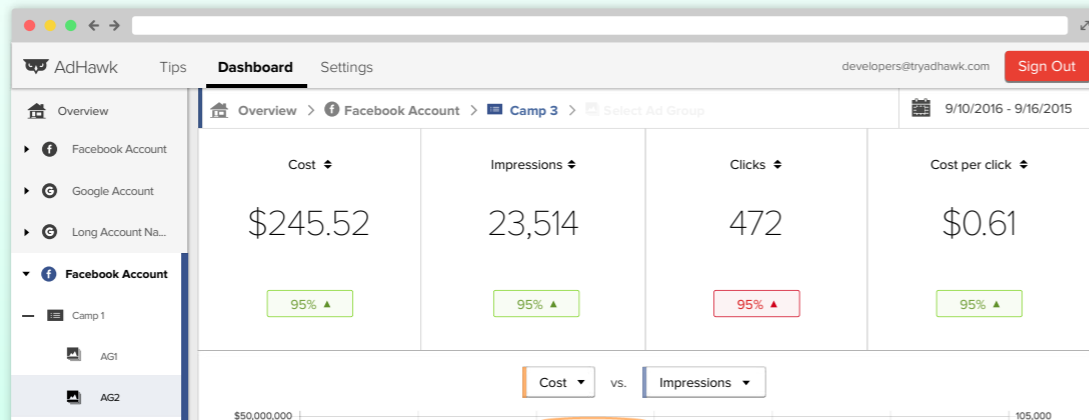 AdHawk Tips Dashboard Settings developers@tryadhawk.com Sign Out
Overview
Overview Facebook Account Camp 3 Select Ad Group 9/10/2016 - 9/16/2015
Facebook Account
Google Account
Long Account Na...
Facebook Account
Camp 1
AG1
AG2
Cost Impressions Clicks Cost per click
$245.52 23,514 472 $0.61
95% 95% 95% 95%
Cost vs. Impressions
$50,000,000 105,000